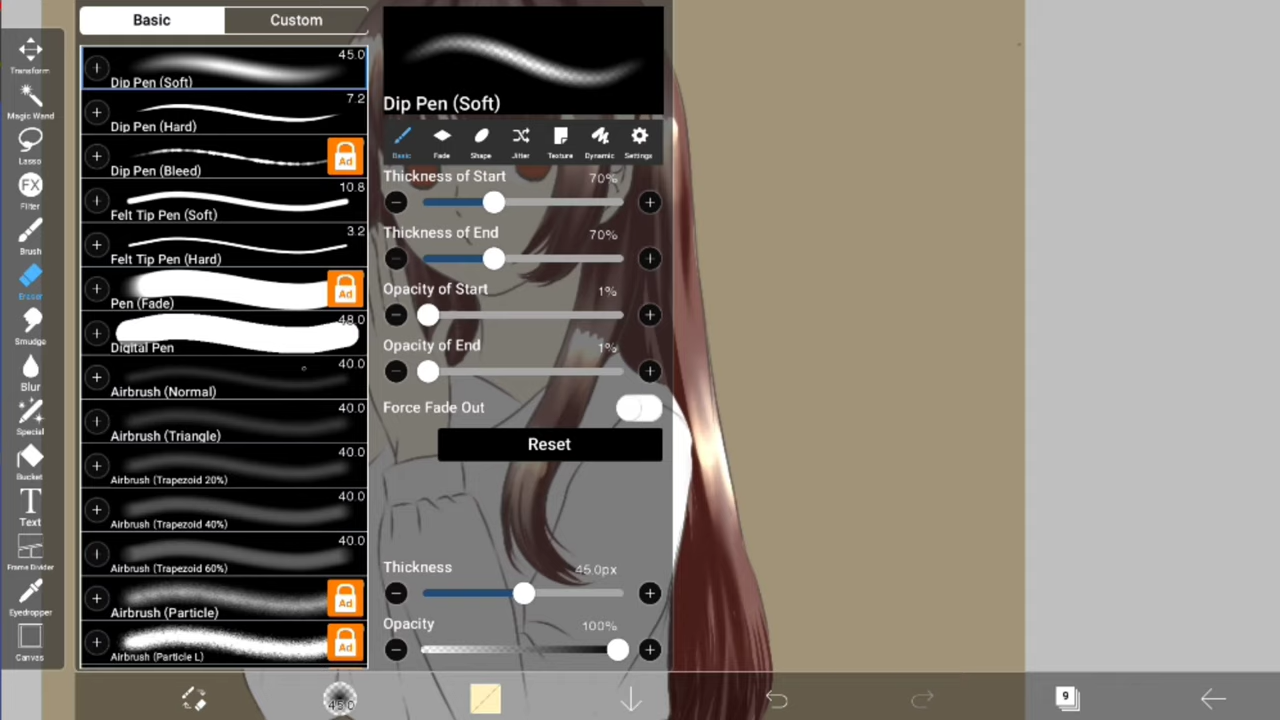 Transform
Magic Wand
Lasso
FX
Filter
Brush
Eraser
Smudge
Blur
Special
Bucket
T
Text
Frame Divider
Eyedropper
Canvas
Basic
Custom
45.0
Dip Pen (Soft)
7.2
Dip Pen (Hard)
Ad
Dip Pen (Bleed)
10.8
Felt Tip Pen (Soft)
3.2
Felt Tip Pen (Hard)
Ad
Pen (Fade)
48.0
Digital Pen
40.0
Airbrush (Normal)
40.0
Airbrush (Triangle)
40.0
Airbrush (Trapezoid 20%)
40.0
Airbrush (Trapezoid 40%)
40.0
Airbrush (Trapezoid 60%)
Ad
Airbrush (Particle)
Ad
Airbrush (Particle L)
Dip Pen (Soft)
Basic Fade Shape Jitter Texture Dynamic Settings
Thickness of Start 70%
Thickness of End 70%
Opacity of Start 1%
Opacity of End 1%
Force Fade Out
Reset
Thickness 45.0px
Opacity 100%
45.0
9